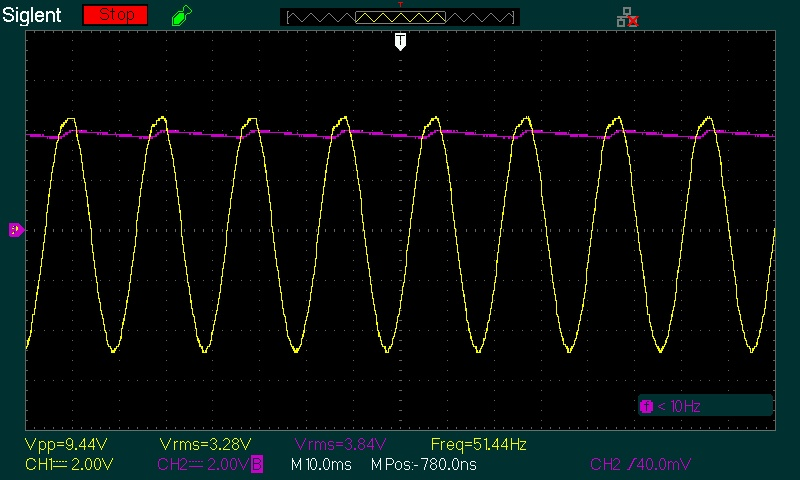 Siglent Stop T
T
f < 10Hz
Vpp=9.44V Vrms=3.28V Vrms=3.84V Freq=51.44Hz
CH1 2.00V CH2 2.00V B M 10.0ms M Pos:-780.0ns CH2 40.0mV